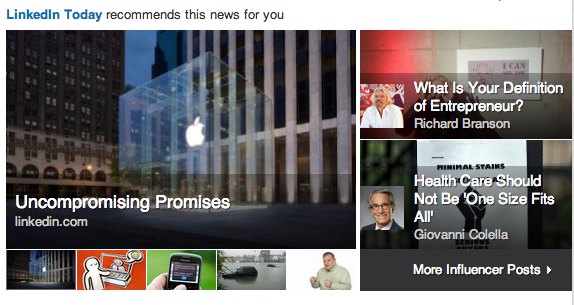 LinkedIn Today recommends this news for you
Uncompromising Promises
linkedin.com
I CAN
What Is Your Definition
of Entrepreneur?
Richard Branson
MINIMAL STAINS
Health Care Should
Not Be 'One Size Fits
All'
Giovanni Colella
SERIOUS
More Influencer Posts